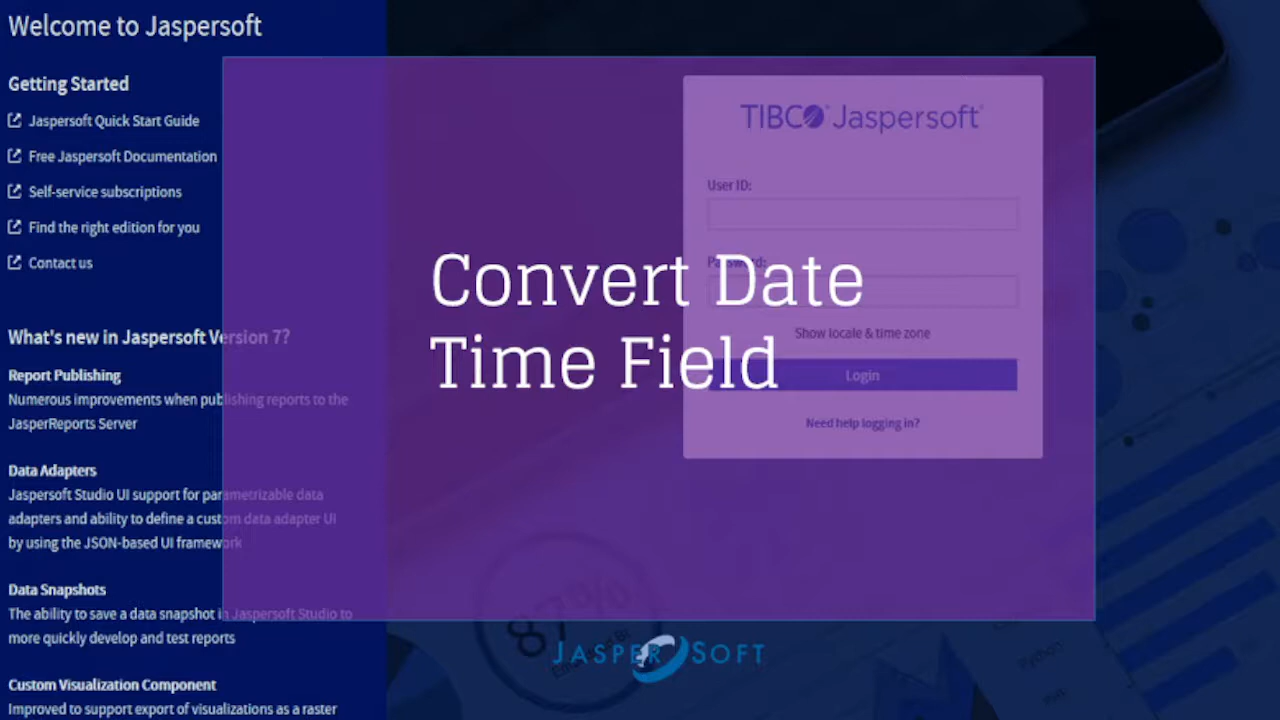 Welcome to Jaspersoft
Getting Started
Jaspersoft Quick Start Guide
Free Jaspersoft Documentation
Self-service subscriptions
Find the right edition for you
Contact us
What's new in Jaspersoft Version 7?
Report Publishing
Numerous improvements when publishing reports to the
JasperReports Server
Data Adapters
Jaspersoft Studio UI support for parametrizable data
adapters and ability to define a custom data adapter UI
by using the JSON-based UI framework
Data Snapshots
The ability to save a data snapshot in Jaspersoft Studio to
more quickly develop and test reports
Custom Visualization Component
Improved to support export of visualizations as a raster
TIBCO Jaspersoft®
User ID:
Password:
Show locale & time zone
Login
Need help logging in?
Convert Date
Time Field
87%
JASPERSOFT
Python